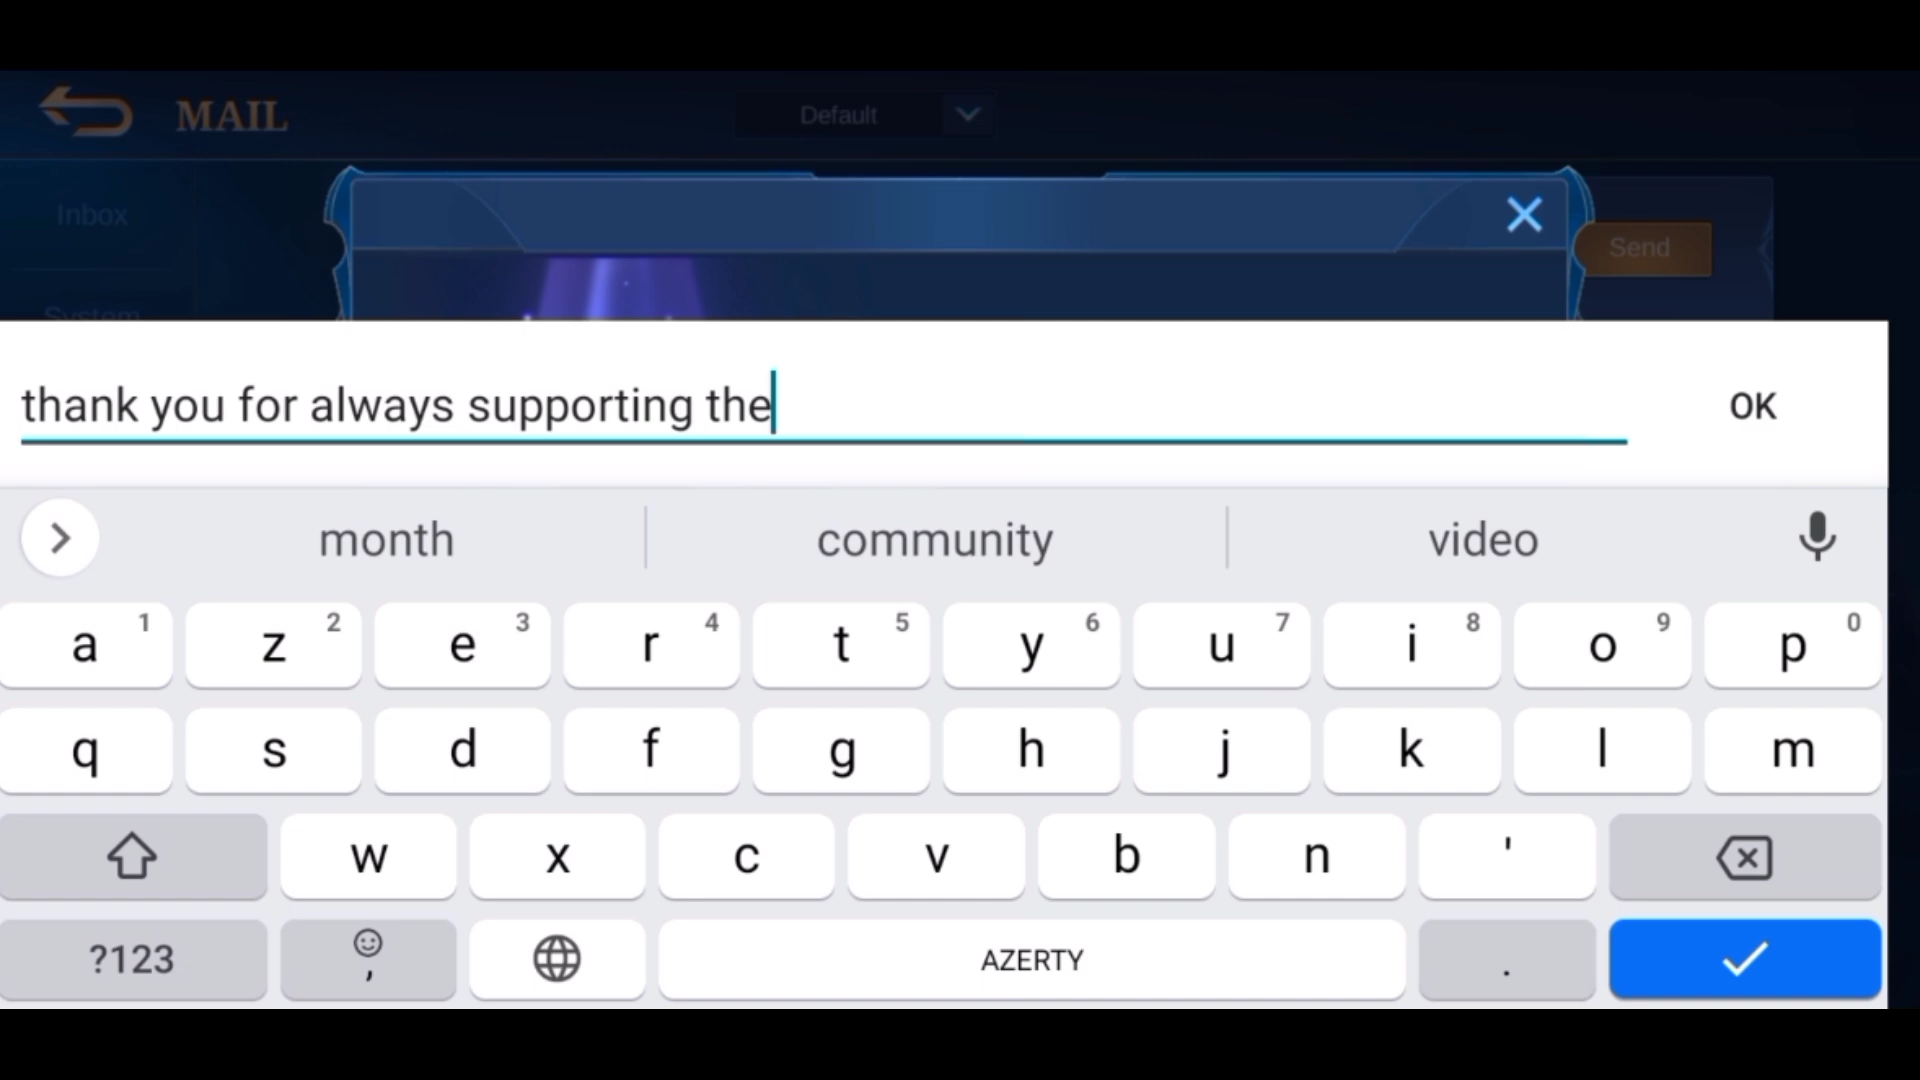 MAIL
Default
Inbox
Send
System
thank you for always supporting the
OK
month community video
a 1 z 2 e 3 r 4 t 5 y 6 u 7 i 8 o 9 p 0
q s d f g h j k l m
w x c v b n '
?123 , AZERTY .